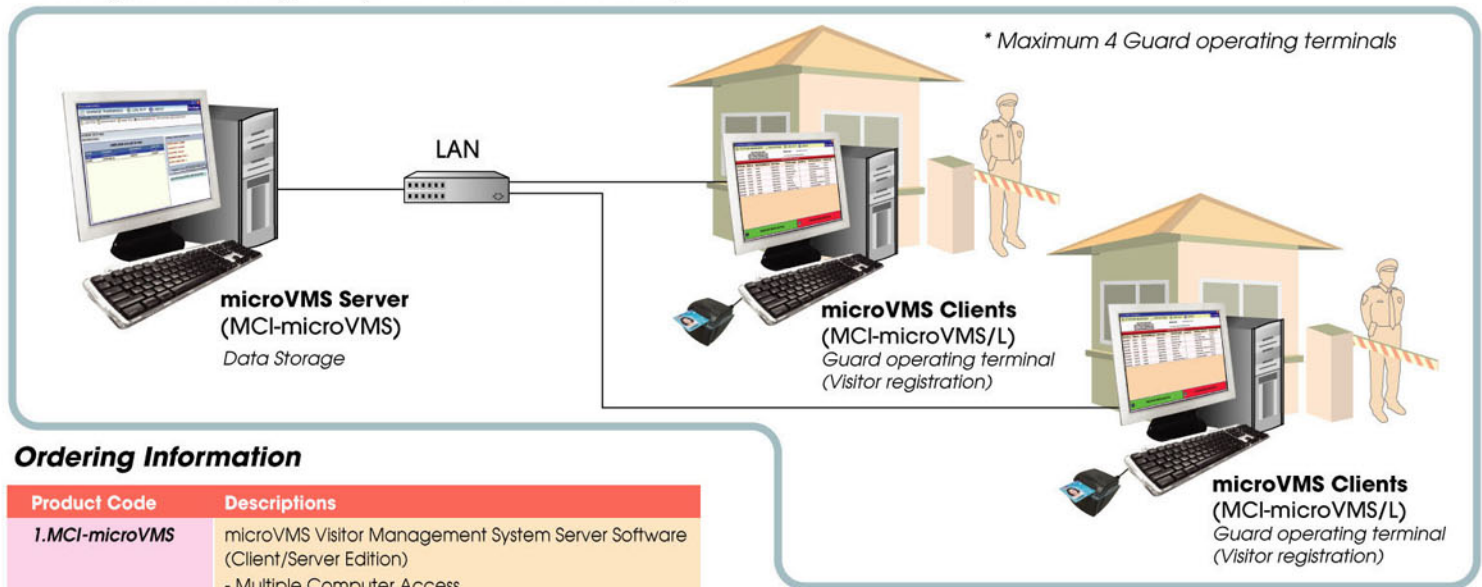 * Maximum 4 Guard operating terminals
LAN
microVMS Server
(MCI-microVMS)
Data Storage
microVMS Clients
(MCI-microVMS/L)
Guard operating terminal
(Visitor registration)
microVMS Clients
(MCI-microVMS/L)
Guard operating terminal
(Visitor registration)
Ordering Information
Product Code Descriptions
1.MCI-microVMS microVMS Visitor Management System Server Software
(Client/Server Edition)
- Multiple Computer Access